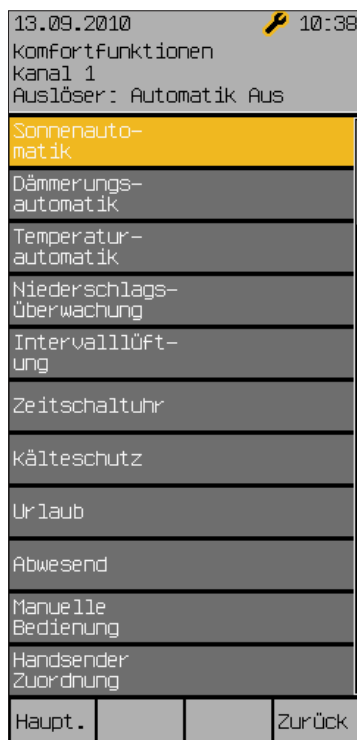 13.09.2010 10:38
Komfortfunktionen
Kanal 1
Auslöser: Automatik Aus
Sonnenauto-
matik
Dämmerungs-
automatik
Temperatur-
automatik
Niederschlags-
überwachung
Intervalllüft-
ung
Zeitschaltuhr
Kälteschutz
Urlaub
Abwesend
Manuelle
Bedienung
Handsender
Zuordnung
Haupt. Zurück